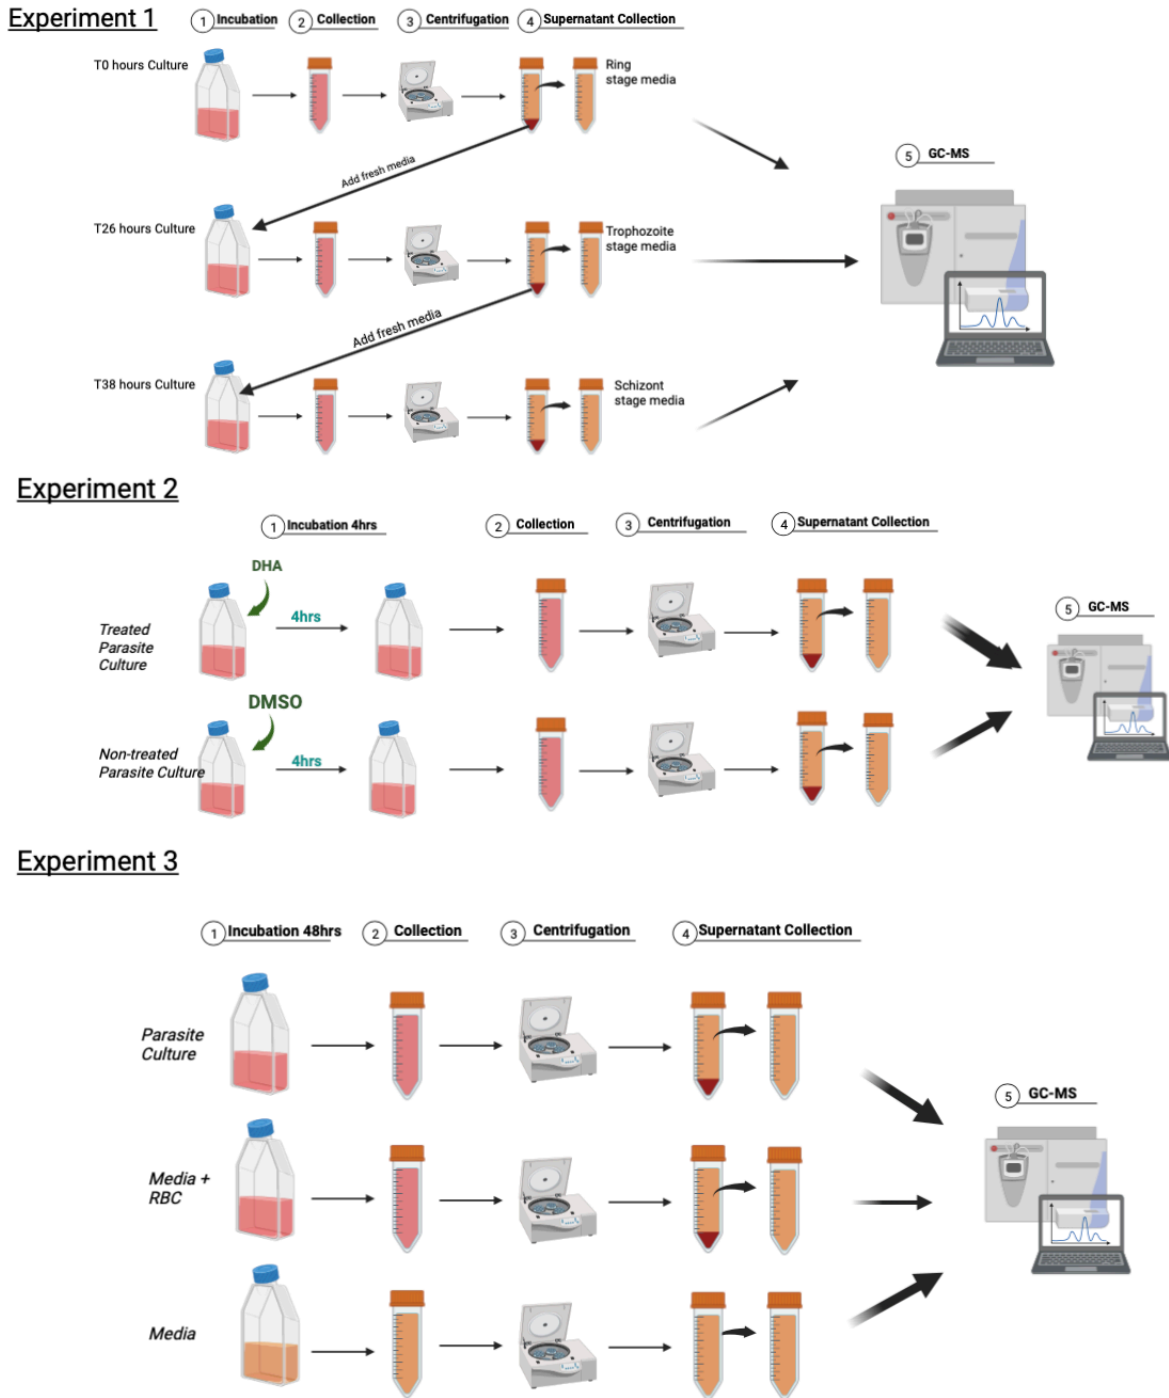 Experiment 1
1 Incubation
2 Collection
3 Centrifugation
4 Supernatant Collection
T0 hours Culture
Ring
stage media
Add fresh media
5 GC-MS
T26 hours Culture
Trophozoite
stage media
Add fresh media
T38 hours Culture
Schizont
stage media
Experiment 2
1 Incubation 4hrs
2 Collection
3 Centrifugation
4 Supernatant Collection
DHA
4hrs
Treated
Parasite
Culture
5 GC-MS
DMSO
4hrs
Non-treated
Parasite Culture
Experiment 3
1 Incubation 48hrs
2 Collection
3 Centrifugation
4 Supernatant Collection
Parasite
Culture
5 GC-MS
Media +
RBC
Media